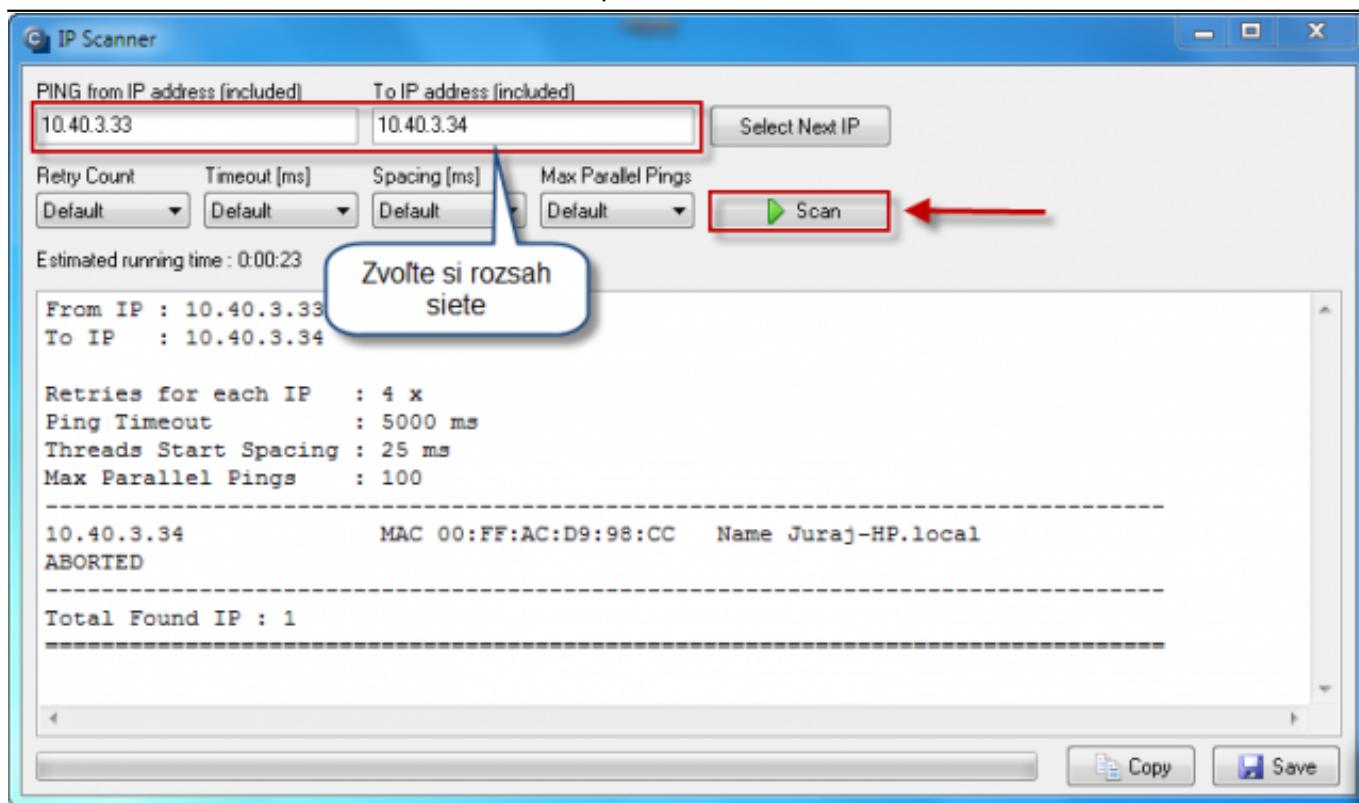 IP Scanner
PING from IP address (included) To IP address (included)
10.40.3.33 10.40.3.34 Select Next IP
Retry Count Timeout [ms] Spacing [ms] Max Parallel Pings
Default Default Default Default Scan
Estimated running time : 0:00:23
Zvoľte si rozsah
siete
From IP : 10.40.3.33
To IP : 10.40.3.34
Retries for each IP : 4 x
Ping Timeout : 5000 ms
Threads Start Spacing : 25 ms
Max Parallel Pings : 100
--------------------------------------------------------------------------------
10.40.3.34 MAC 00:FF:AC:D9:98:CC Name Juraj-HP.local
ABORTED
--------------------------------------------------------------------------------
Total Found IP : 1
================================================================================
Copy Save